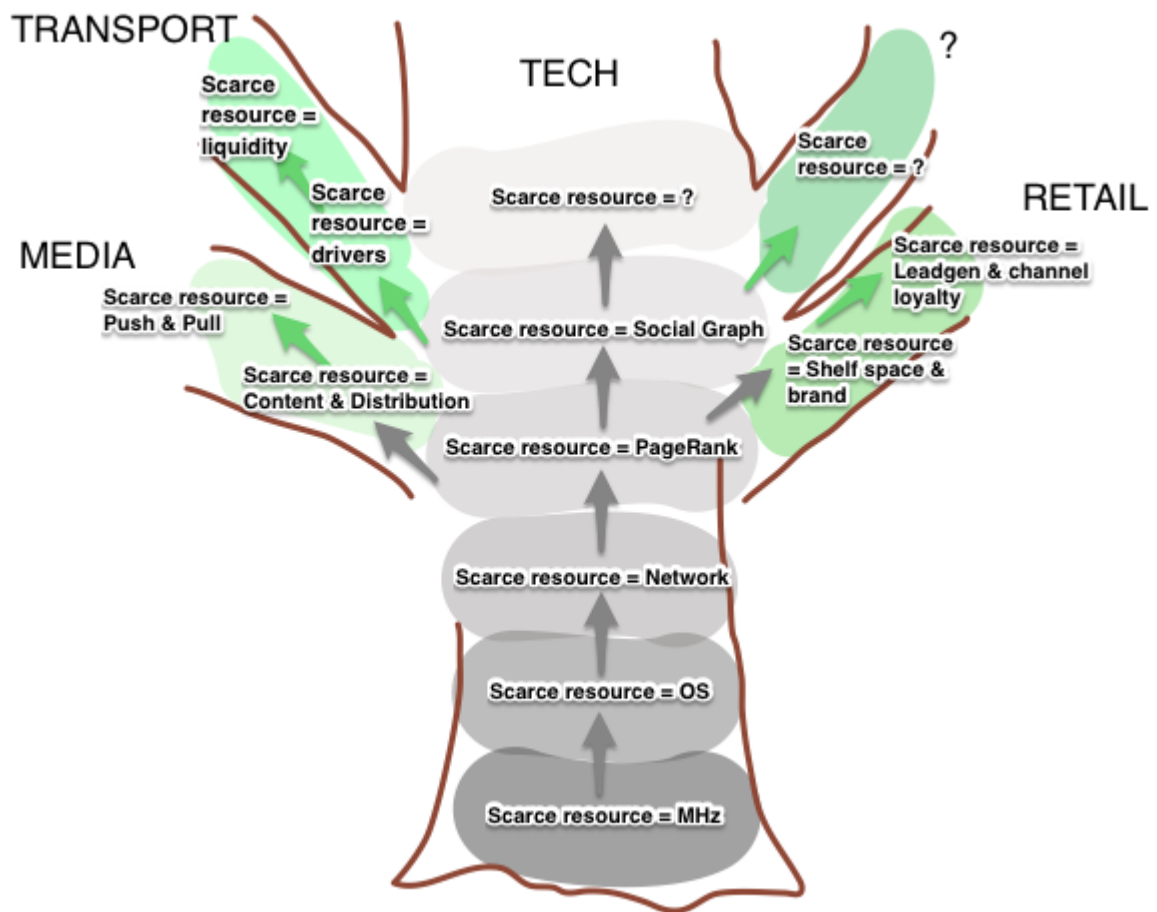 TRANSPORT
TECH
?
Scarce
resource =
liquidity
Scarce
resource =
drivers
Scarce
resource = ?
Scarce resource = ?
RETAIL
MEDIA
Scarce resource =
Leadgen & channel
loyalty
Scarce resource =
Push & Pull
Scarce resource = Social Graph
Scarce resource
= Shelf space &
brand
Scarce resource =
Content & Distribution
Scarce resource = PageRank
Scarce resource = Network
Scarce resource = OS
Scarce resource = MHz